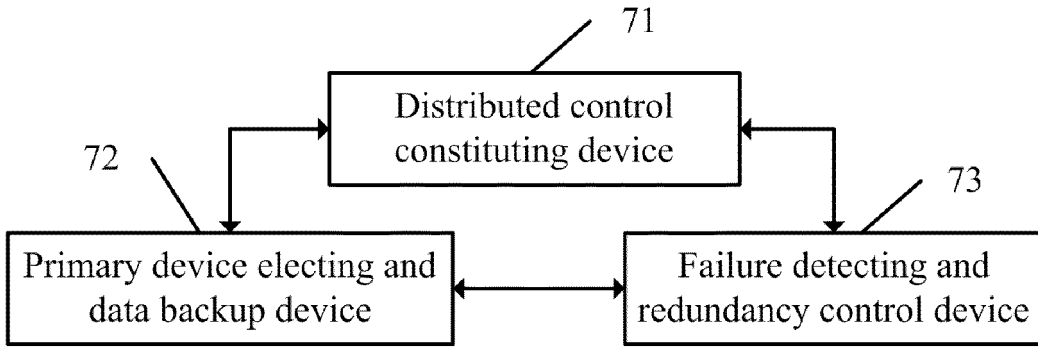 71
Distributed control
constituting device
72
73
Primary device electing and
data backup device
Failure detecting and
redundancy control device